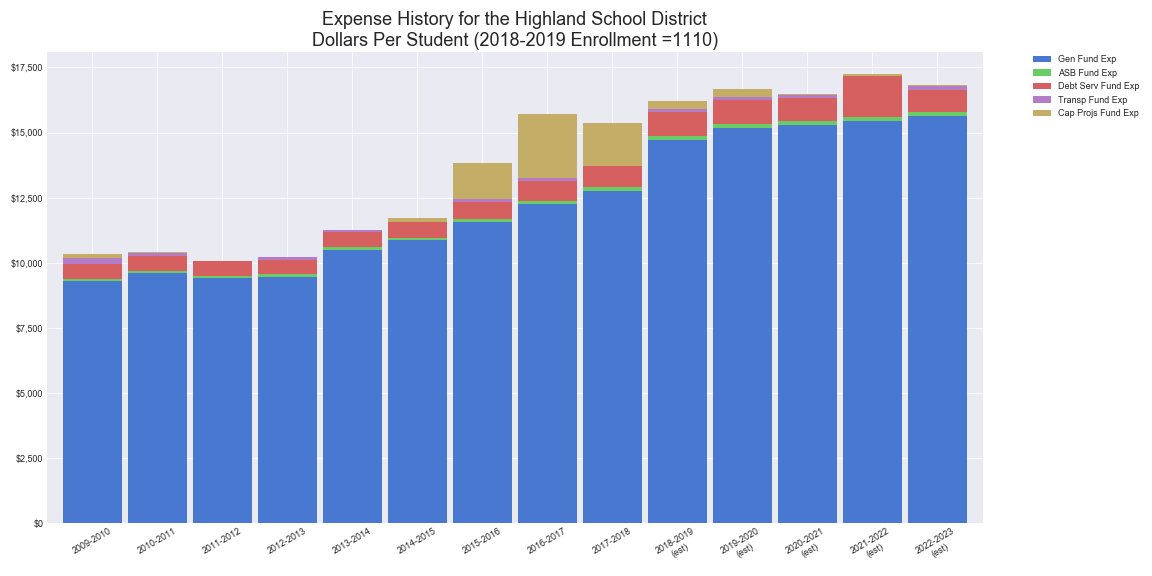 Expense History for the Highland School District
Dollars Per Student (2018-2019 Enrollment =1110)
$17,500
$15,000
$12,500
$10,000
$7,500
$5,000
$2,500
$0
2009-2010
2010-2011
2011-2012
2012-2013
2013-2014
2014-2015
2015-2016
2016-2017
2017-2018
2018-2019
(est)
2019-2020
(est)
2020-2021
(est)
2021-2022
(est)
2022-2023
(est)
Gen Fund Exp
ASB Fund Exp
Debt Serv Fund Exp
Transp Fund Exp
Cap Projs Fund Exp